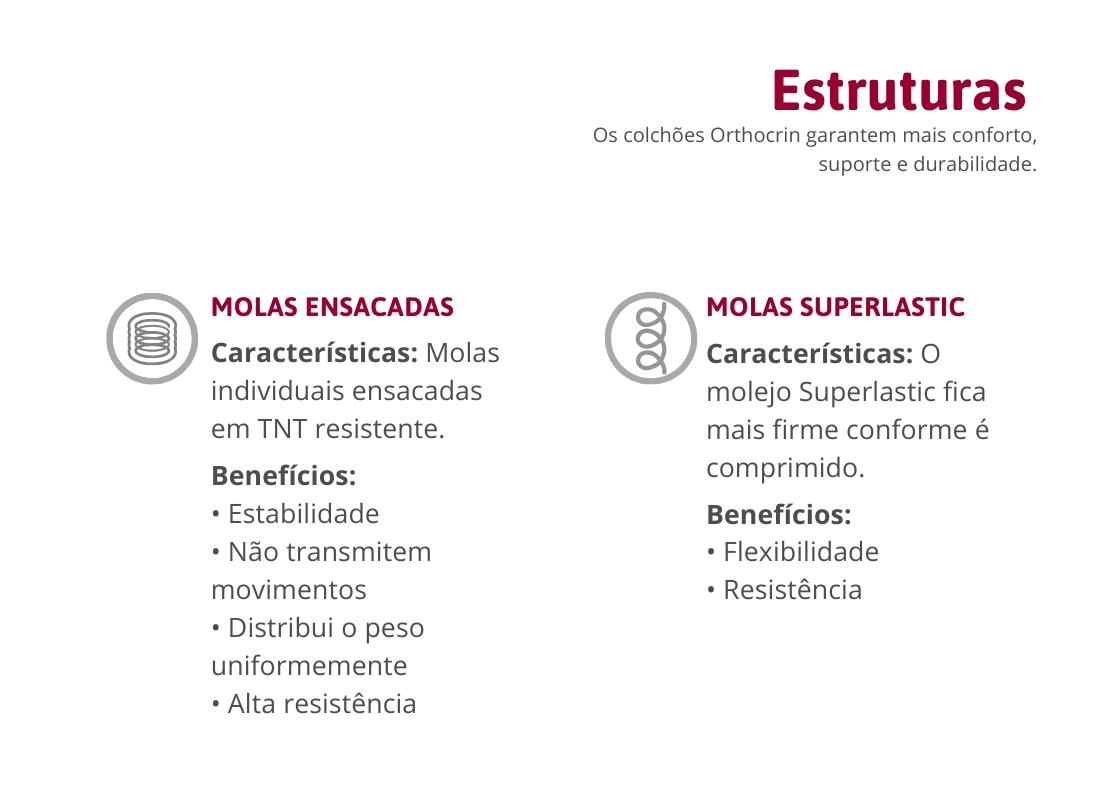 Estruturas
Os colchões Orthocrin garantem mais conforto,
suporte e durabilidade.
MOLAS ENSACADAS
Características: Molas
individuais ensacadas
em TNT resistente.
Benefícios:
• Estabilidade
• Não transmitem
movimentos
• Distribui o peso
uniformemente
• Alta resistência
MOLAS SUPERLASTIC
Características: O
molejo Superlastic fica
mais firme conforme é
comprimido.
Benefícios:
• Flexibilidade
• Resistência